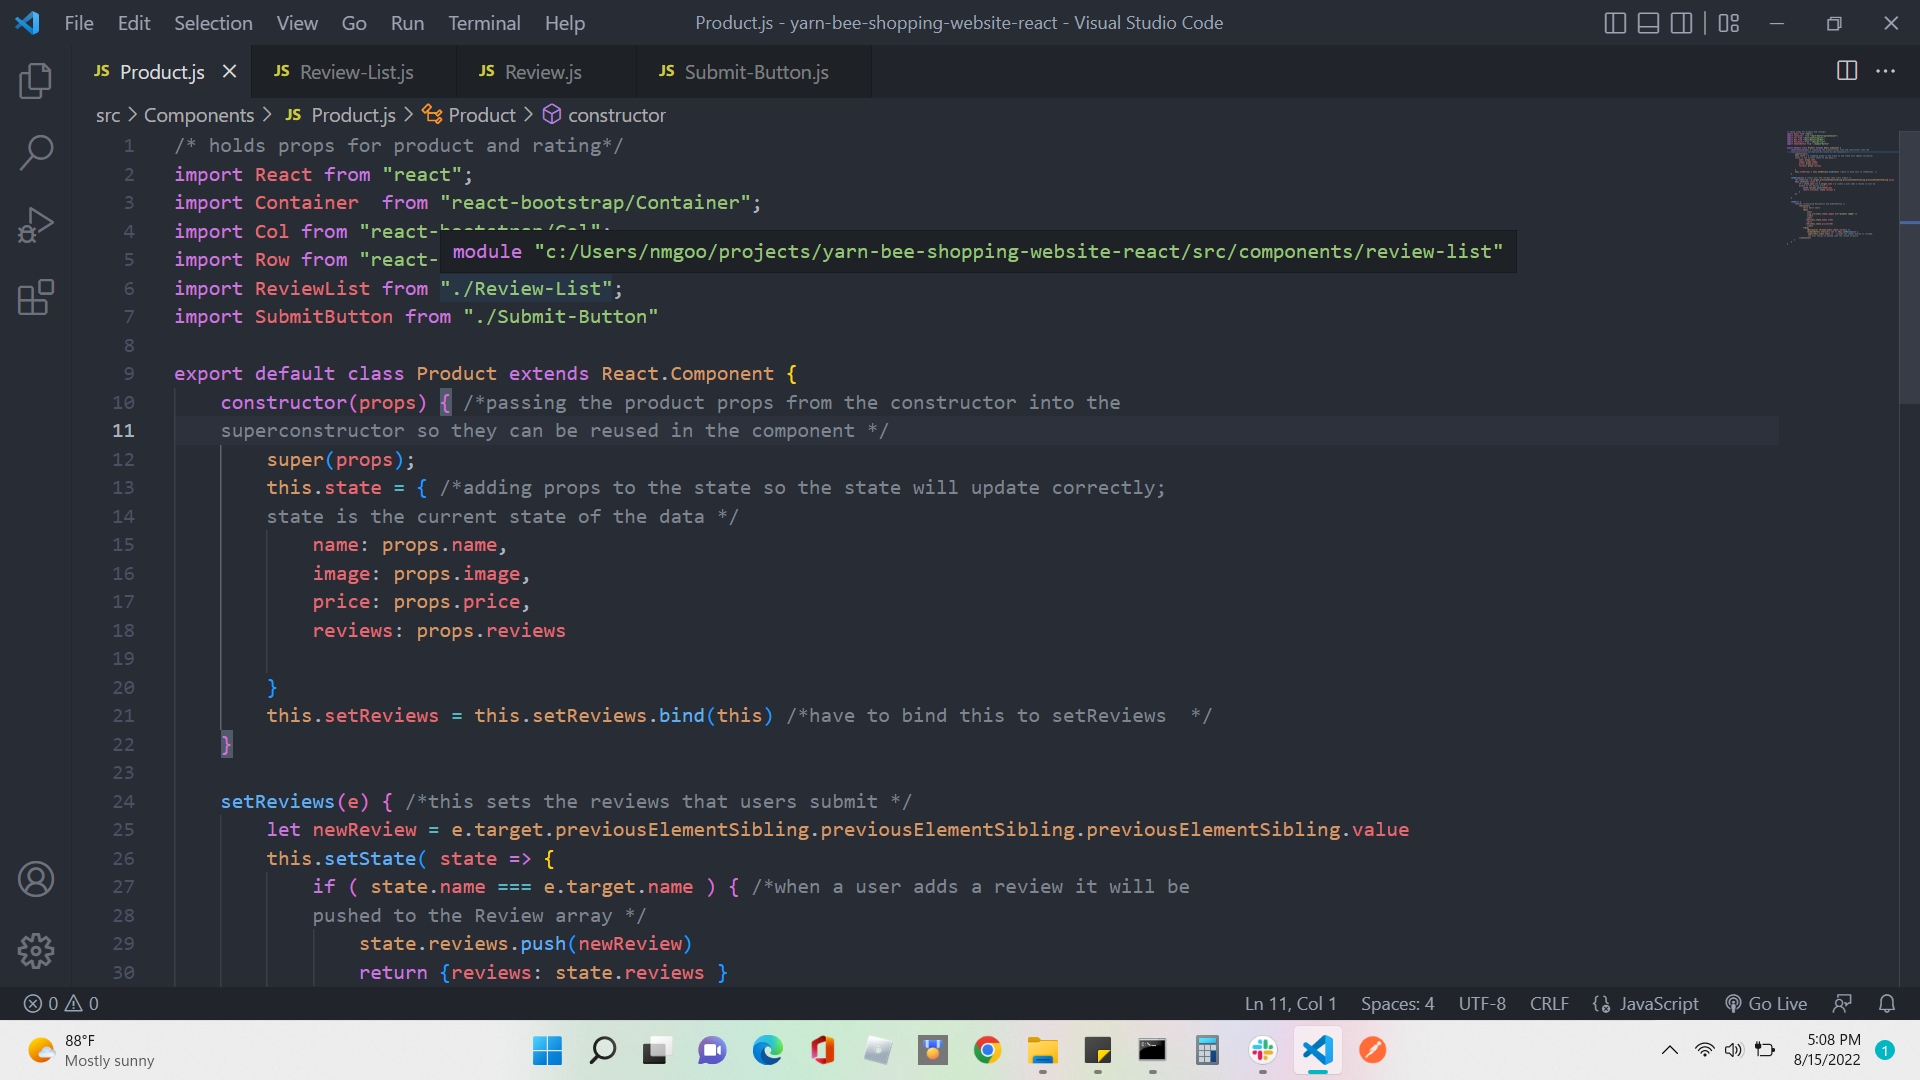 File Edit Selection View Go Run Terminal Help Product.js - yarn-bee-shopping-website-react - Visual Studio Code
JS Product.js JS Review-List.js JS Review.js JS Submit-Button.js
src > Components > JS Product.js > Product > constructor
1 /* holds props for product and rating*/
2 import React from "react";
3 import Container  from "react-bootstrap/Container";
4 import Col from "react-bootstrap/Col";
module "c:/Users/nmgoo/projects/yarn-bee-shopping-website-react/src/components/review-list"
5 import Row from "react-
6 import ReviewList from "./Review-List";
7 import SubmitButton from "./Submit-Button"
8
9 export default class Product extends React.Component {
10 constructor(props) { /*passing the product props from the constructor into the
11 superconstructor so they can be reused in the component */
12 super(props);
13 this.state = { /*adding props to the state so the state will update correctly;
14 state is the current state of the data */
15 name: props.name,
16 image: props.image,
17 price: props.price,
18 reviews: props.reviews
19
20 }
21 this.setReviews = this.setReviews.bind(this) /*have to bind this to setReviews  */
22 }
23
24 setReviews(e) { /*this sets the reviews that users submit */
25 let newReview = e.target.previousElementSibling.previousElementSibling.previousElementSibling.value
26 this.setState( state => {
27 if ( state.name === e.target.name ) { /*when a user adds a review it will be
28 pushed to the Review array */
29 state.reviews.push(newReview)
30 return {reviews: state.reviews }
0 0 Ln 11, Col 1 Spaces: 4 UTF-8 CRLF JavaScript Go Live
88°F
Mostly sunny
5:08 PM
8/15/2022
1